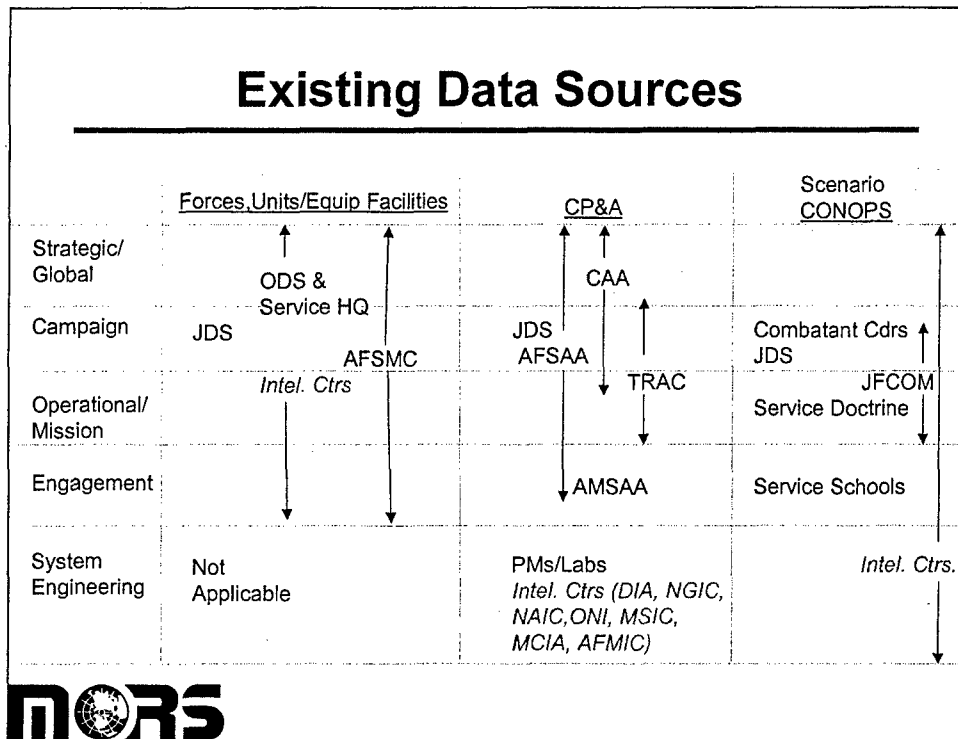 Existing Data Sources
Forces,Units/Equip Facilities
CP&A
Scenario
CONOPS
Strategic/
Global
ODS &
Service HQ
CAA
Campaign
JDS
AFSMC
JDS
AFSAA
Combatant Cdrs
JDS
Intel. Ctrs
TRAC
JFCOM
Operational/
Mission
Service Doctrine
Engagement
AMSAA
Service Schools
System
Engineering
Not
Applicable
PMs/Labs
Intel. Ctrs (DIA, NGIC,
NAIC,ONI, MSIC,
MCIA, AFMIC)
Intel. Ctrs.
MORS